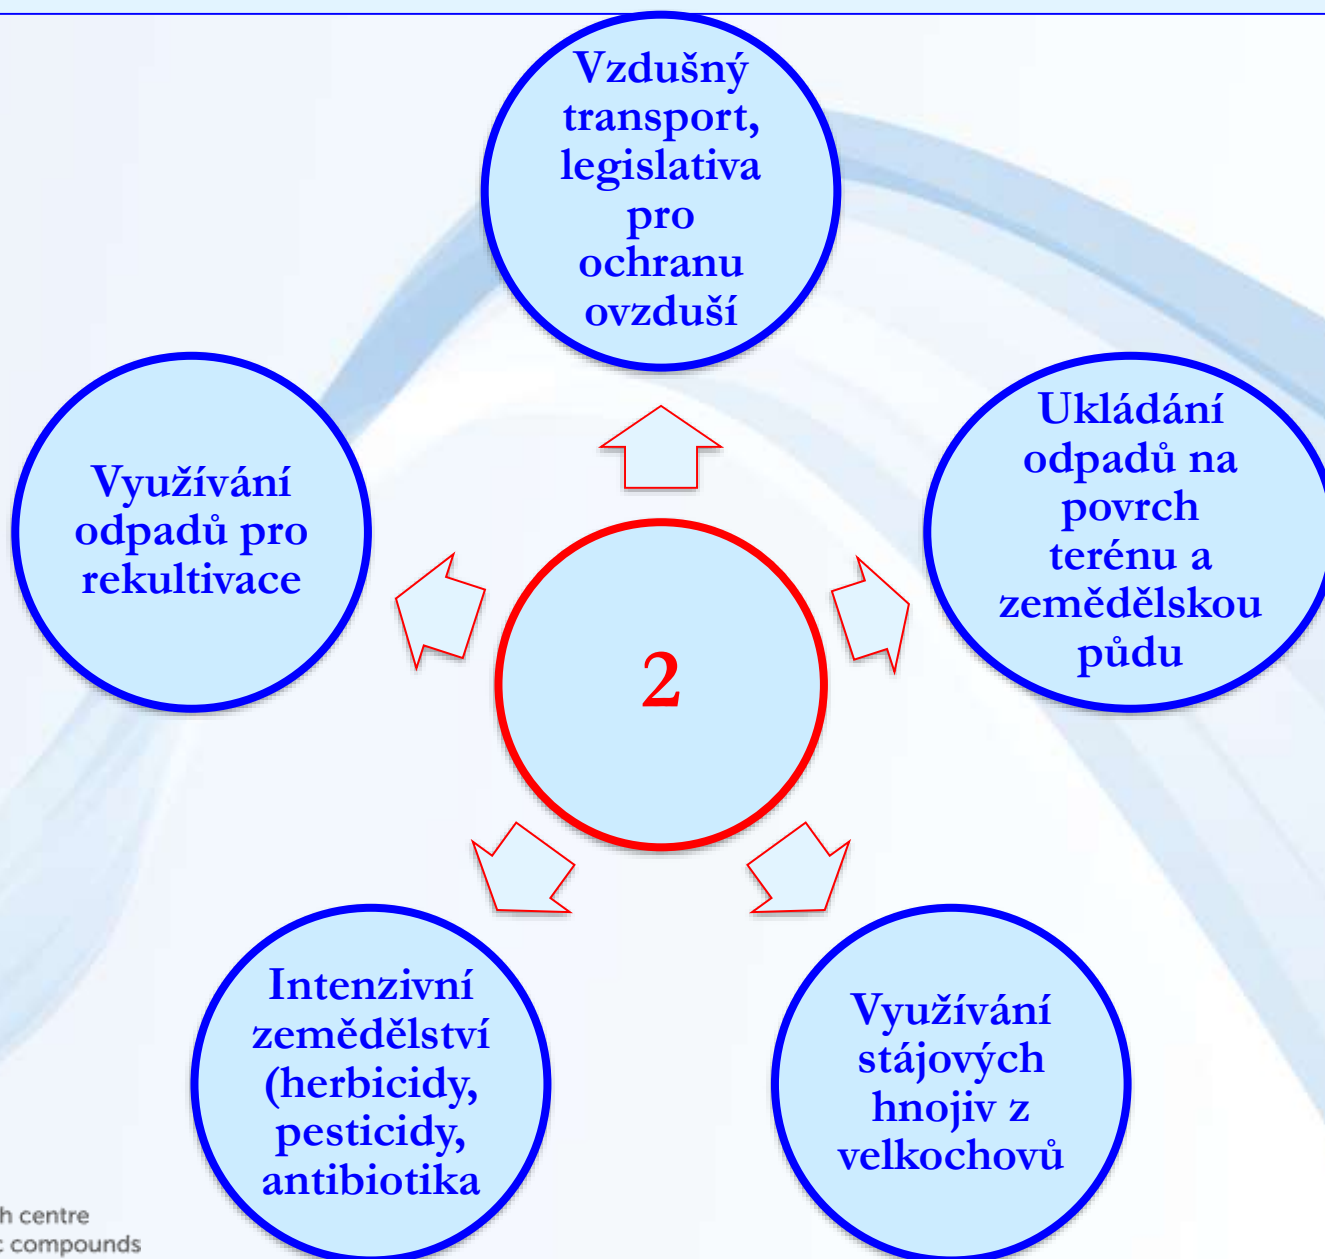 Vzdušný
transport,
legislativa
pro
ochranu
ovzduší
Využívání
odpadů pro
rekultivace
Ukládání
odpadů na
povrch
terénu a
zemědělskou
půdu
2
Intenzivní
zemědělství
(herbicidy,
pesticidy,
antibiotika
Využívání
stájových
hnojiv z
velkochovů
centre
compounds